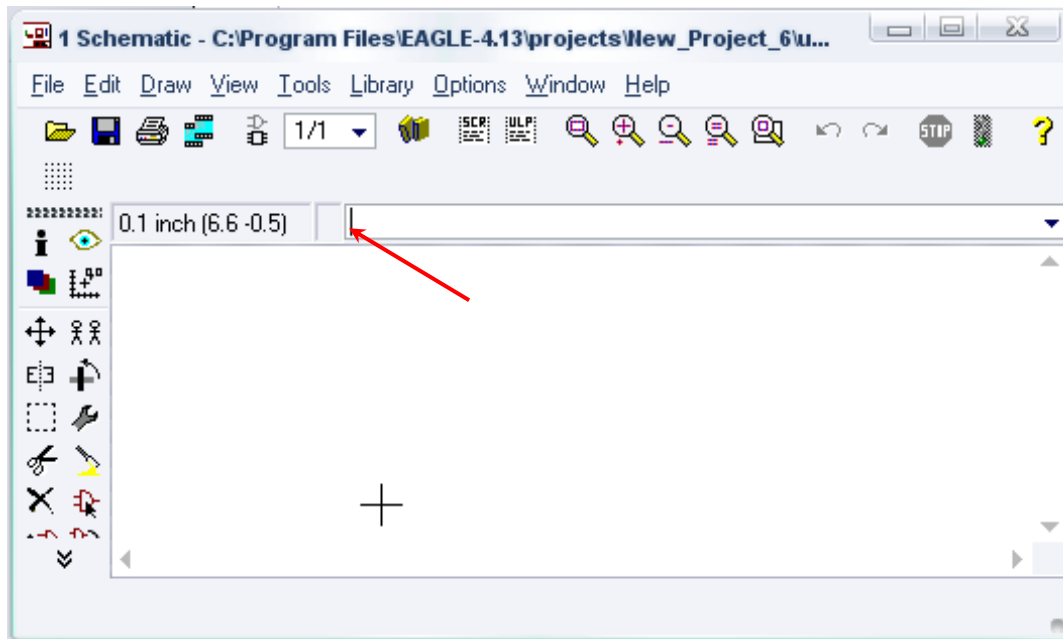 1 Schematic - C:\Program Files\EAGLE-4.13\projects\New_Project_6\u...
File Edit Draw View Tools Library Options Window Help
1/1 SCR ULP STOP ?
0.1 inch (6.6 -0.5)